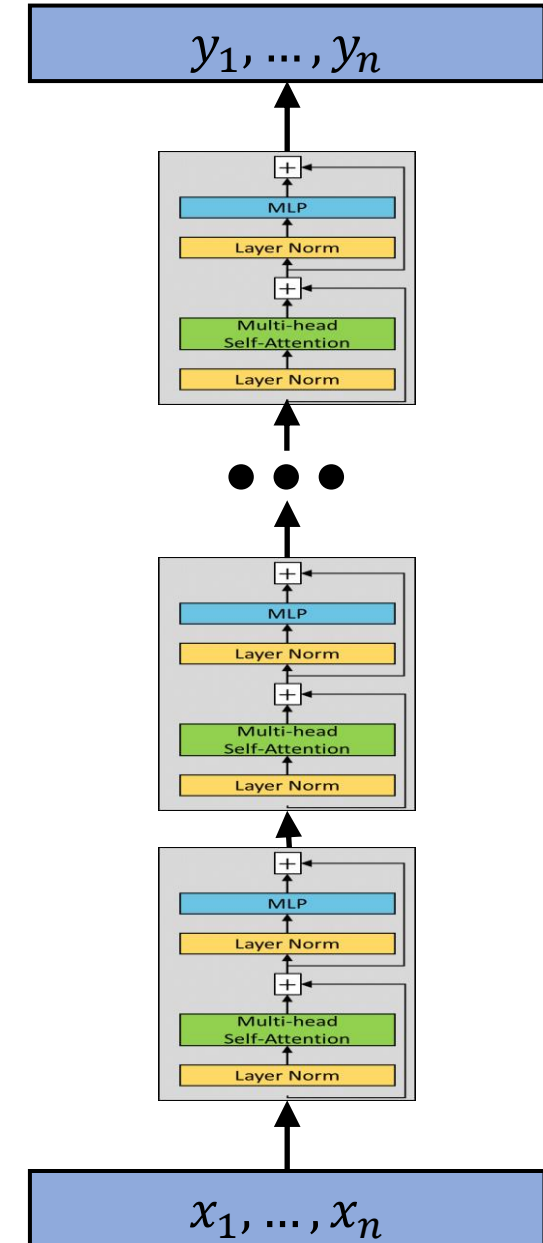 y₁, ..., yₙ
+
MLP
Layer Norm
+
Multi-head
Self-Attention
Layer Norm
+
MLP
Layer Norm
+
Multi-head
Self-Attention
Layer Norm
+
MLP
Layer Norm
+
Multi-head
Self-Attention
Layer Norm
x₁, ..., xₙ